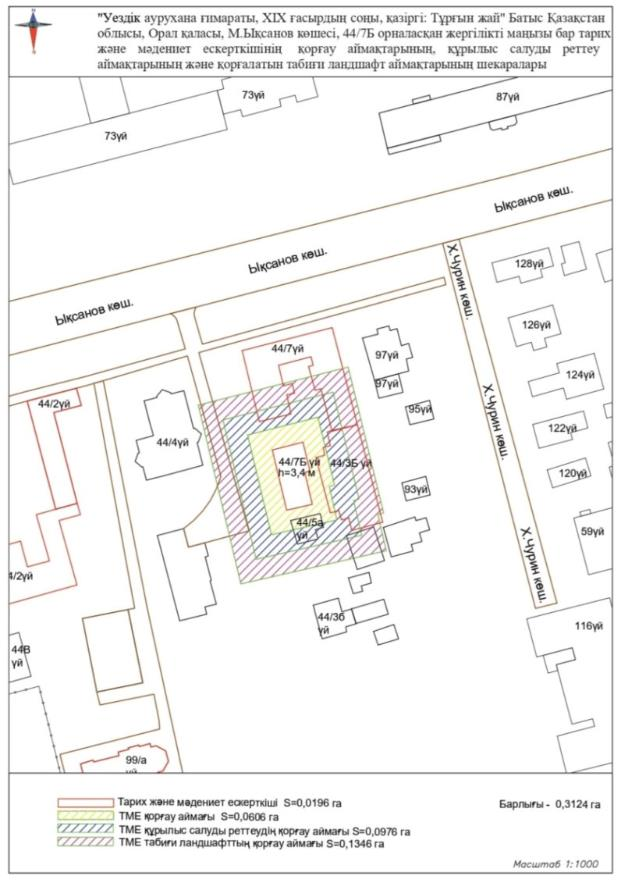 "Уездік аурухана ғимараты, XIX ғасырдың соңы, қазіргі: Тұрғын жай" Батыс Қазақстан
облысы, Орал қаласы, М.Ықсанов көшесі, 44/7Б орналасқан жергілікті маңызы бар тарих
және мәдениет ескерткішінің қорғау аймақтарының, құрылыс салуды реттеу
аймақтарының және қорғалатын табиғи ландшафт аймақтарының шекаралары
73үй
87үй
73үй
Ықсанов көш.
Ықсанов көш.
Ықсанов көш.
Х.Чурин көш.
128үй
126үй
44/7үй
97үй
97үй
124үй
44/2үй
95үй
Х.Чурин көш.
122үй
44/4үй
44/7Б үй
h=3,4 м
44/3Б үй
120үй
93үй
44/5а
үй
59үй
Х.Чурин көш.
4/2үй
44/3б
үй
116үй
44В
үй
99/а
үй
Тарих және мәдениет ескерткіші S=0,0196 га
Барлығы - 0,3124 га
ТМЕ қорғау аймағы S=0,0606 га
ТМЕ құрылыс салуды реттеудің қорғау аймағы S=0,0976 га
ТМЕ табиғи ландшафттың қорғау аймағы S=0,1346 га
Масштаб 1:1000